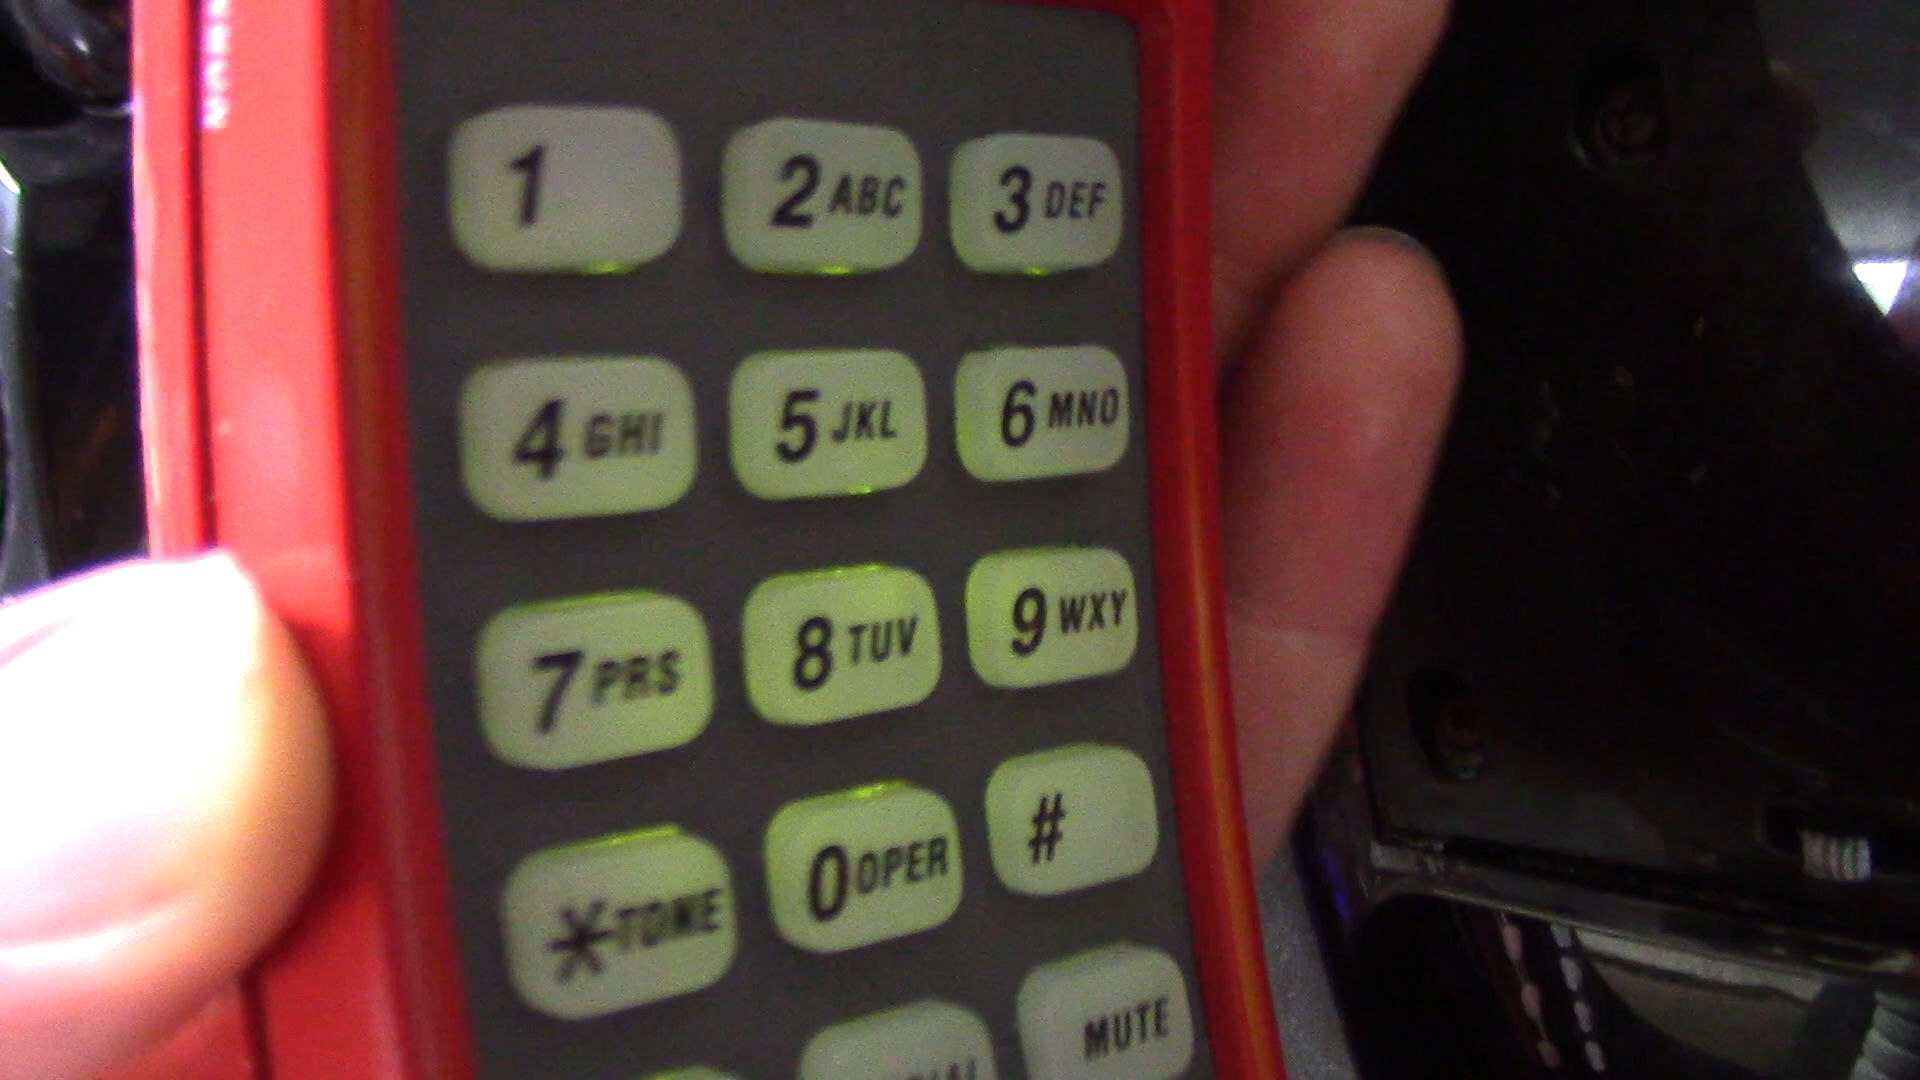 1 2 ABC 3 DEF
4 GHI 5 JKL 6 MNO
7 PRS 8 TUV 9 WXY
*TONE 0 OPER #
MUTE